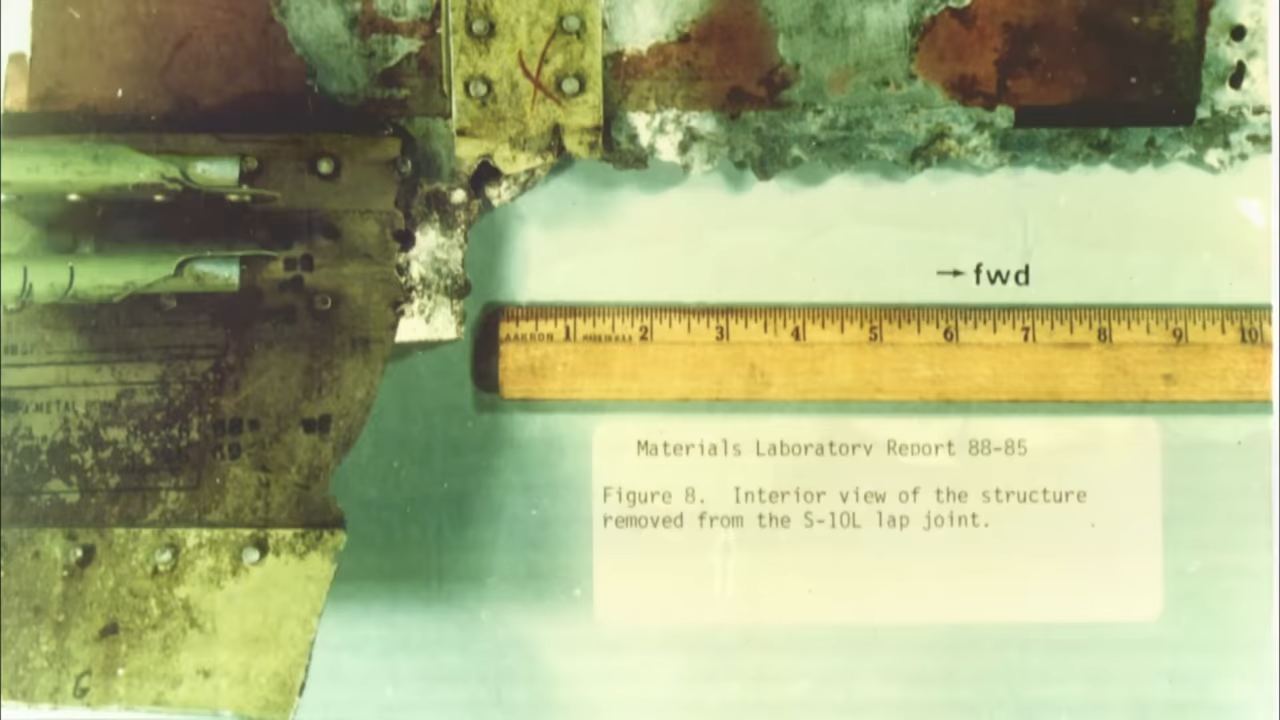 → fwd
1 2 3 4 5 6 7 8 9 10
Materials Laboratory Report 88-85
Figure 8. Interior view of the structure
removed from the S-10L lap joint.
METAL
G